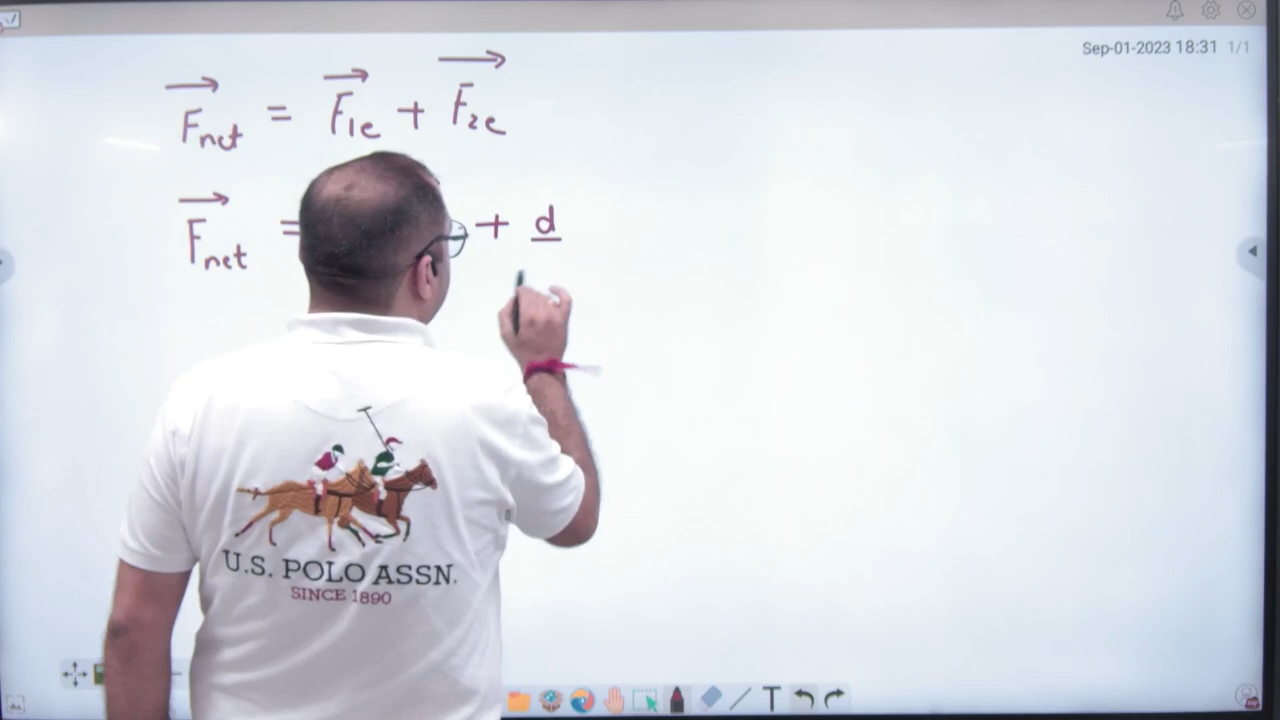 Sep-01-2023 18:31 1/1
F⃗net = F⃗1e + F⃗2e
F⃗net = + d
U.S. POLO ASSN.
SINCE 1890
T